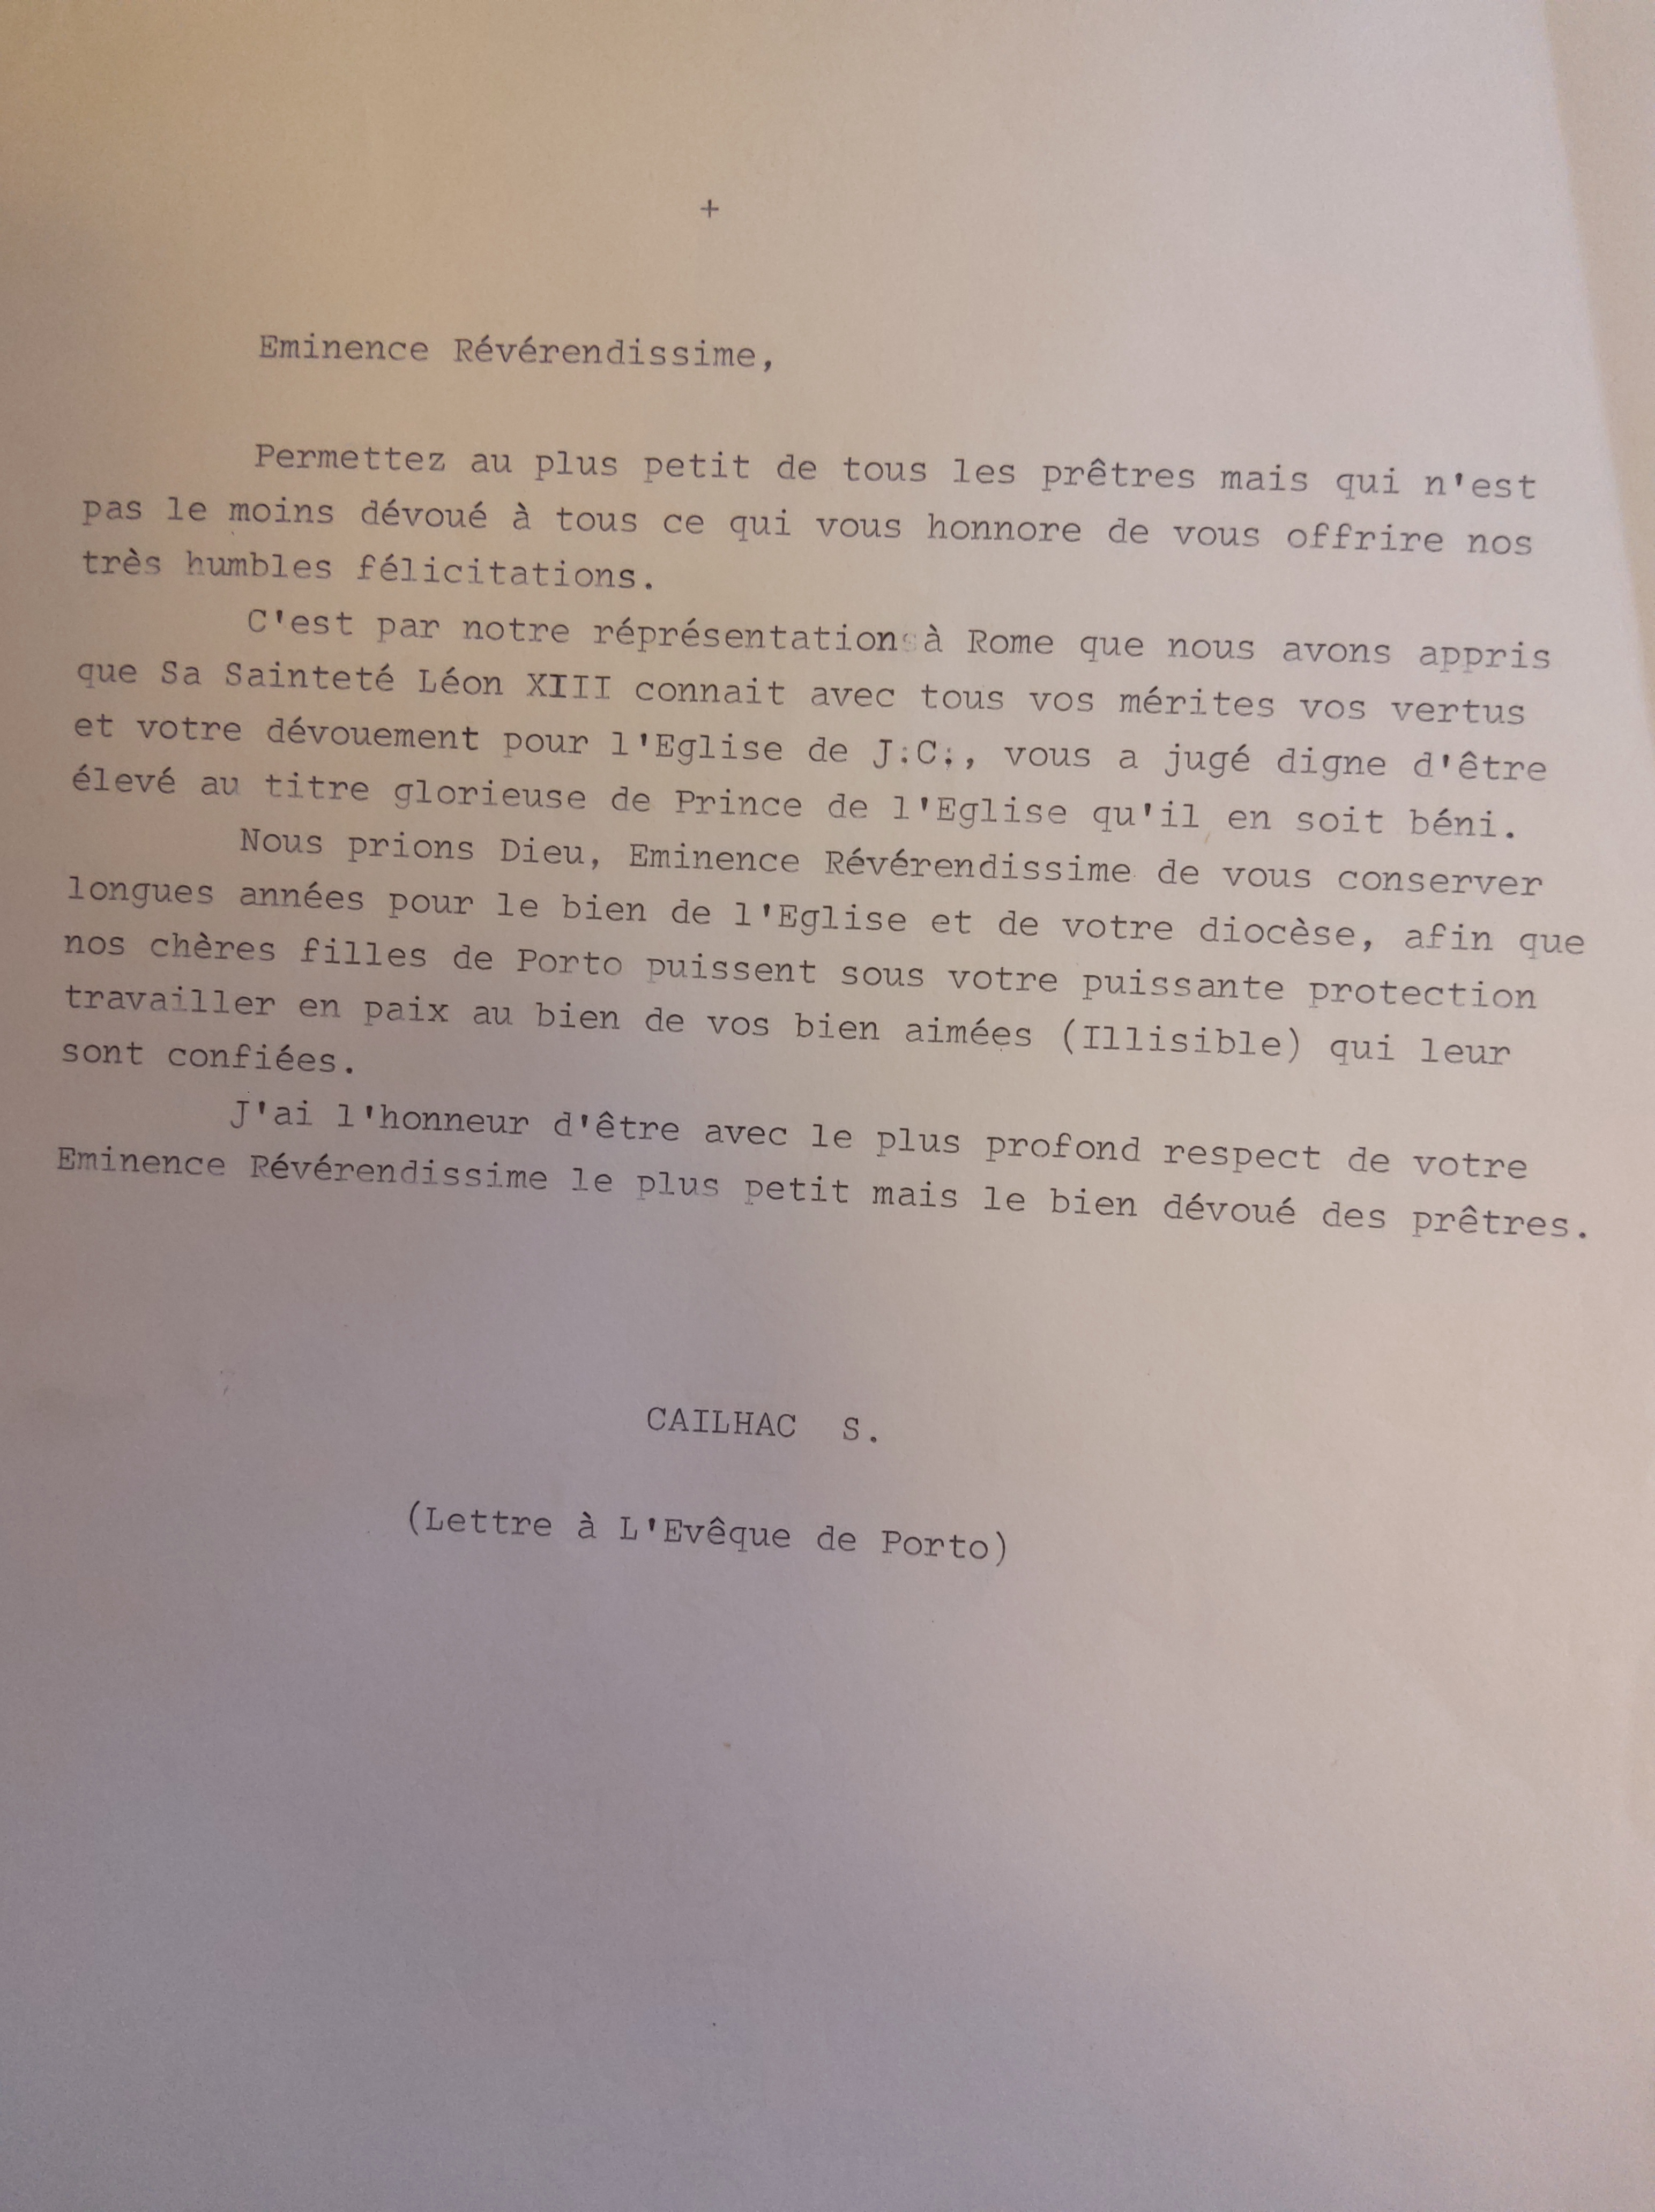 +
Eminence Révérendissime,
Permettez au plus petit de tous les prêtres mais qui n'est
pas le moins dévoué à tous ce qui vous honnore de vous offrire nos
très humbles félicitations.
C'est par notre réprésentation à Rome que nous avons appris
que Sa Sainteté Léon XIII connait avec tous vos mérites vos vertus
et votre dévouement pour l'Eglise de J:C:, vous a jugé digne d'être
élevé au titre glorieuse de Prince de l'Eglise qu'il en soit béni.
Nous prions Dieu, Eminence Révérendissime de vous conserver
longues années pour le bien de l'Eglise et de votre diocèse, afin que
nos chères filles de Porto puissent sous votre puissante protection
travailler en paix au bien de vos bien aimées (Illisible) qui leur
sont confiées.
J'ai l'honneur d'être avec le plus profond respect de votre
Eminence Révérendissime le plus petit mais le bien dévoué des prêtres.
CAILHAC S.
(Lettre à L'Evêque de Porto)